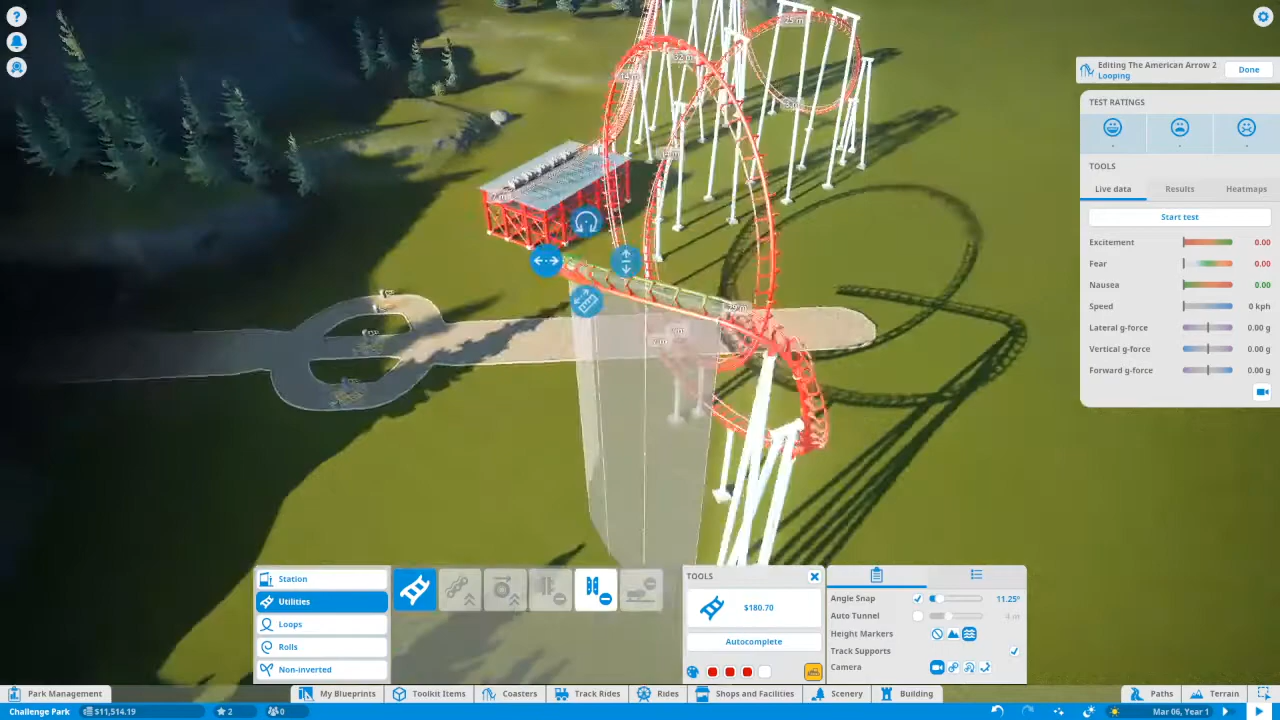 ?
Editing The American Arrow 2
Looping
Done
TEST RATINGS
- - -
TOOLS
Live data Results Heatmaps
Start test
Excitement 0.00
Fear 0.00
Nausea 0.00
Speed 0 kph
Lateral g-force 0.00 g
Vertical g-force 0.00 g
Forward g-force 0.00 g
Station
Utilities
Loops
Rolls
Non-inverted
TOOLS
$180.70
Autocomplete
Angle Snap 11.25°
Auto Tunnel 4 m
Height Markers
Track Supports
Camera
Park Management My Blueprints Toolkit Items Coasters Track Rides Rides Shops and Facilities Scenery Building Paths Terrain
Challenge Park $11,514.19 2 0 Mar 06, Year 1